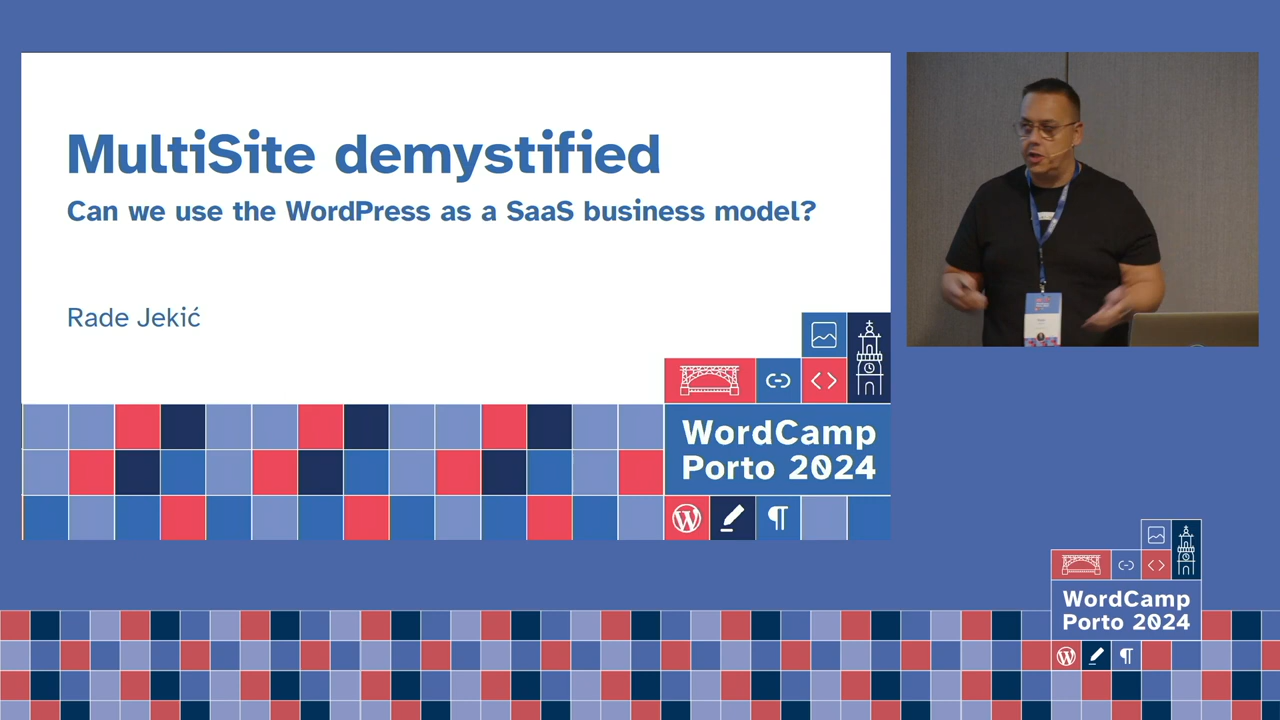 MultiSite demystified
Can we use the WordPress as a SaaS business model?
Rade Jekić
WordCamp
Porto 2024
WordCamp
Porto 2024